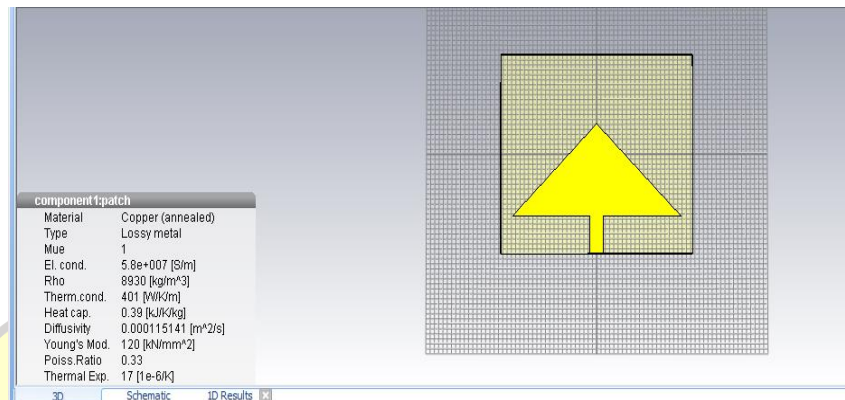 component1:patch
Material Copper (annealed)
Type Lossy metal
Mue 1
El. cond. 5.8e+007 [S/m]
Rho 8930 [kg/m^3]
Therm.cond. 401 [W/K/m]
Heat cap. 0.39 [kJ/K/kg]
Diffusivity 0.000115141 [m^2/s]
Young's Mod. 120 [kN/mm^2]
Poiss.Ratio 0.33
Thermal Exp. 17 [1e-6/K]
3D Schematic 1D Results